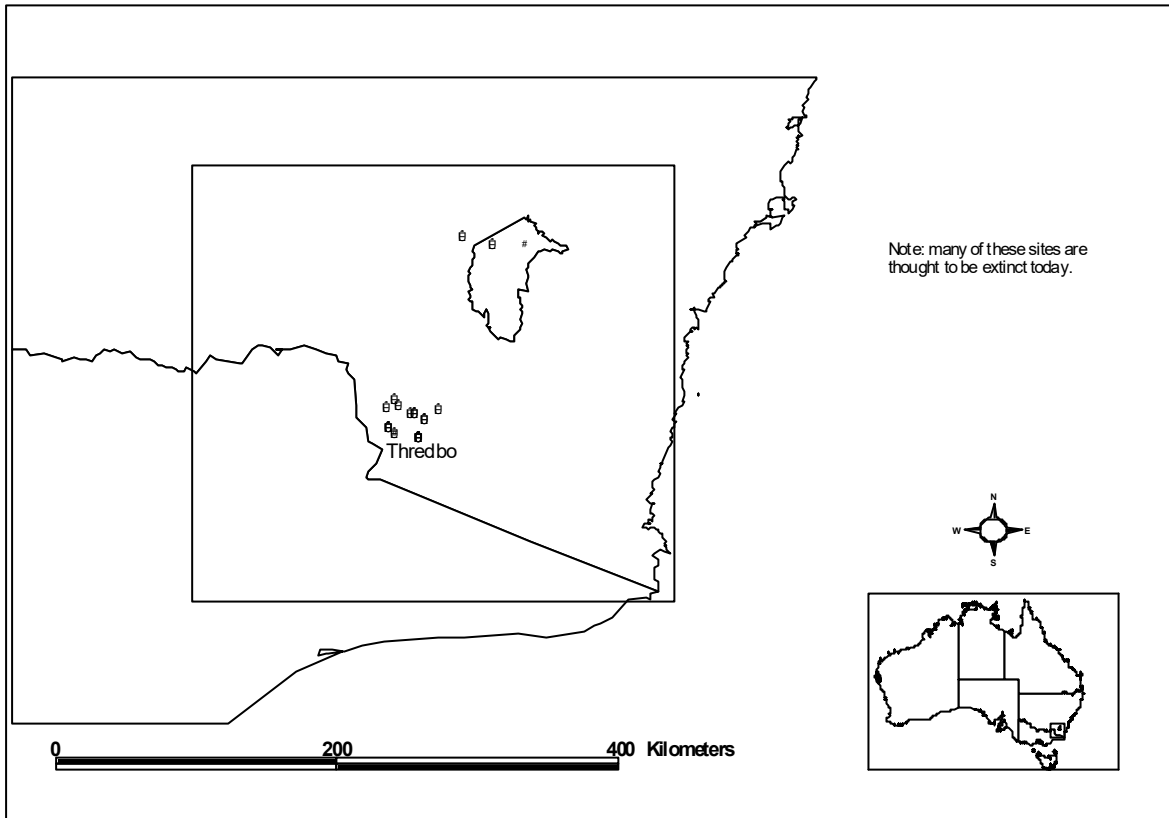 #
Note: many of these sites are
thought to be extinct today.
Thredbo
N
W E
S
0 200 400 Kilometers